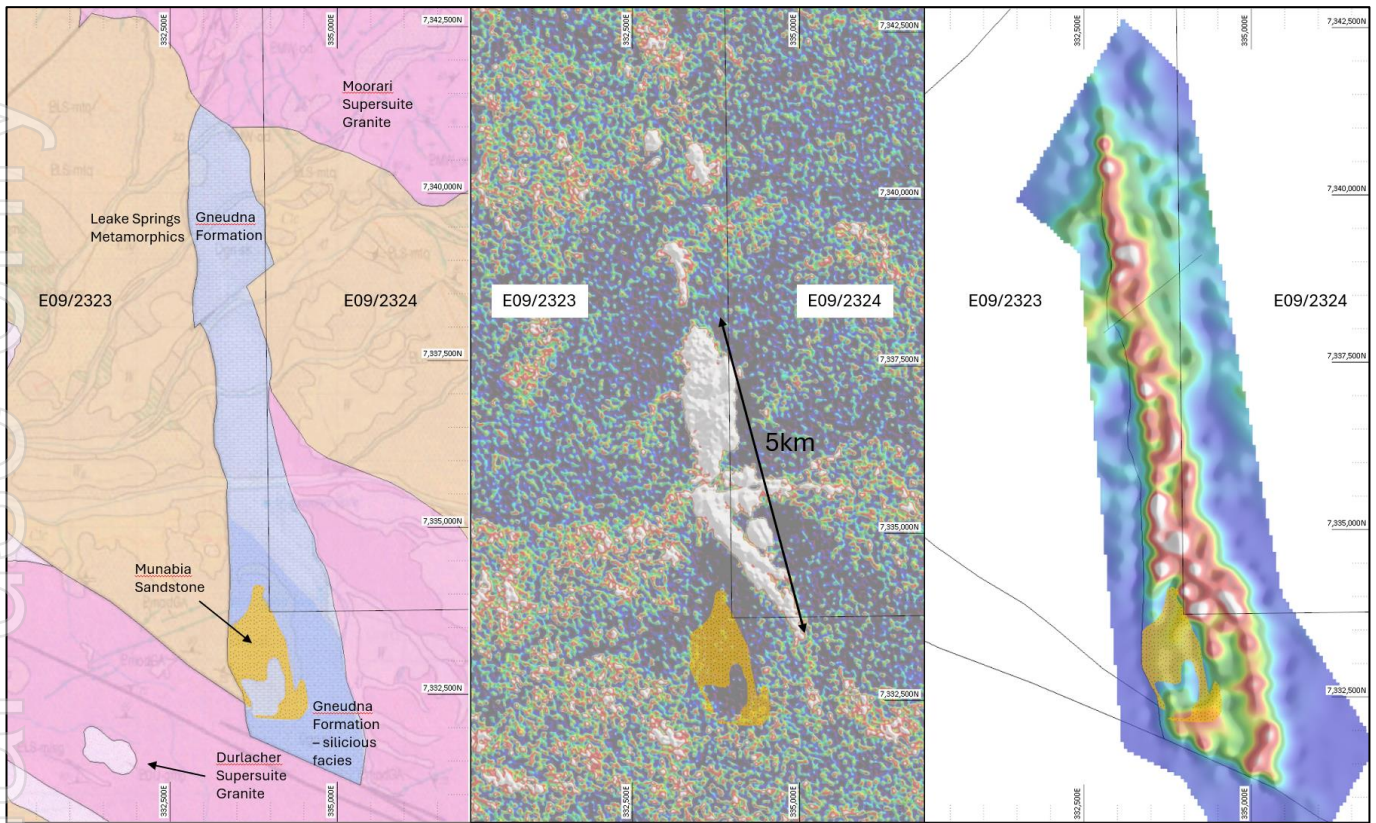 332,500E
335,000E
7,342,500N
Moorari
Supersuite
Granite
7,340,000N
Leake Springs
Metamorphics
Gneudna
Formation
E09/2323
E09/2324
7,337,500N
7,335,000N
Munabia
Sandstone
7,332,500N
Gneudna
Formation
– silicious
facies
Durlacher
Supersuite
Granite
332,500E
335,000E
332,500E
335,000E
7,342,500N
7,340,000N
E09/2323
E09/2324
7,337,500N
5km
7,335,000N
7,332,500N
332,500E
335,000E
332,500E
335,000E
7,342,500N
7,340,000N
E09/2323
E09/2324
7,337,500N
7,335,000N
7,332,500N
332,500E
335,000E